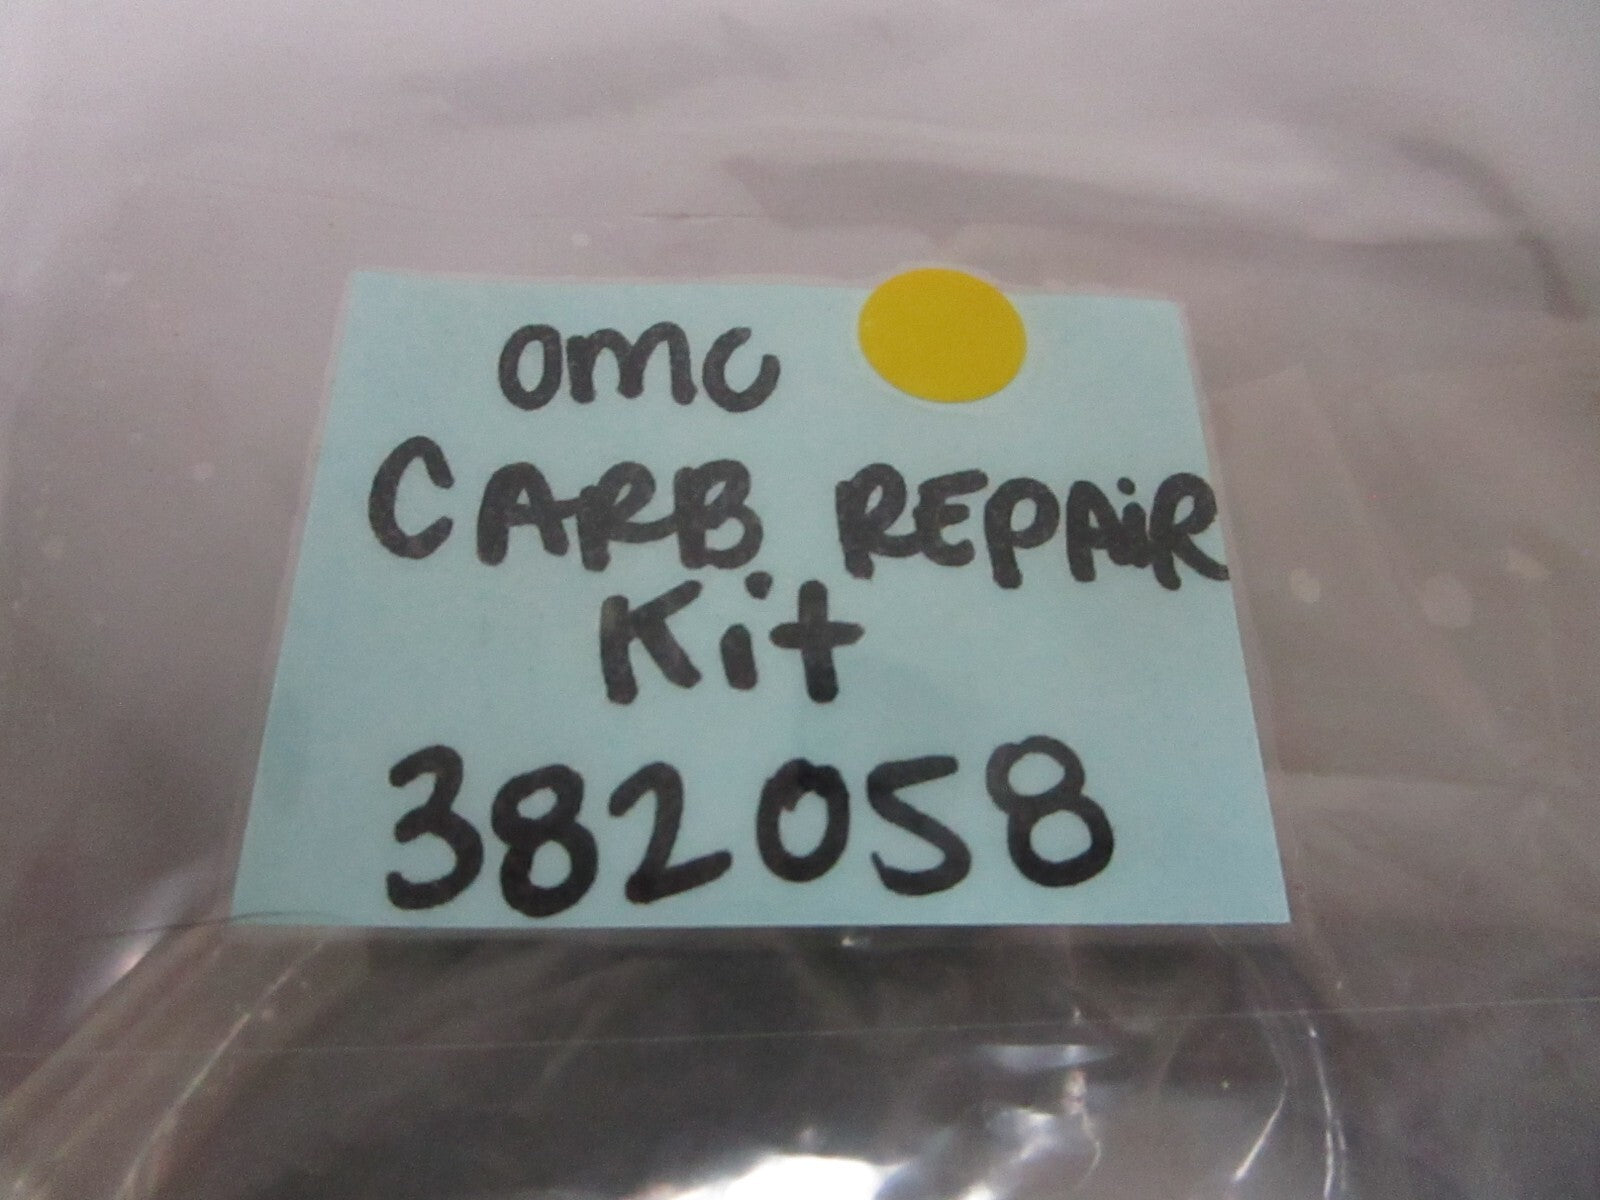 omc
CARB REPAiR
Kit
382058